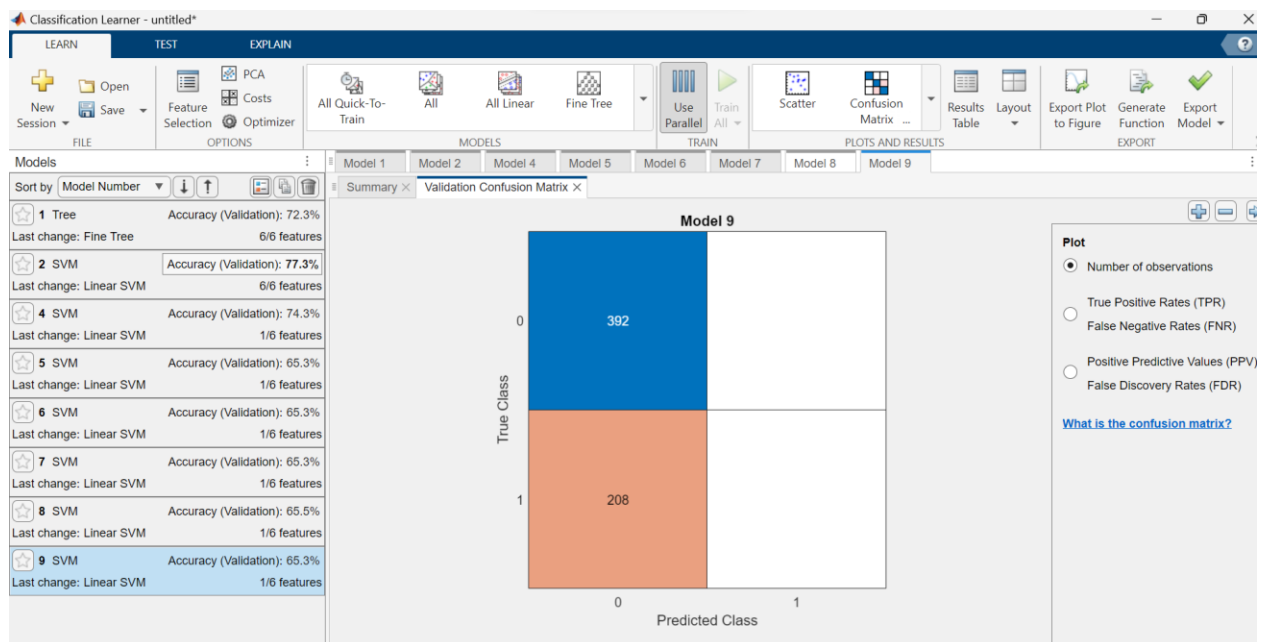 Classification Learner - untitled*
LEARN TEST EXPLAIN
New Session
Open
Save
FILE
Feature Selection
PCA
Costs
Optimizer
OPTIONS
All Quick-To-Train
All
All Linear
Fine Tree
MODELS
Use Parallel
Train All
TRAIN
Scatter
Confusion Matrix ...
Results Table
Layout
PLOTS AND RESULTS
Export Plot to Figure
Generate Function
Export Model
EXPORT
Models
Sort by Model Number
1 Tree Accuracy (Validation): 72.3%
Last change: Fine Tree 6/6 features
2 SVM Accuracy (Validation): 77.3%
Last change: Linear SVM 6/6 features
4 SVM Accuracy (Validation): 74.3%
Last change: Linear SVM 1/6 features
5 SVM Accuracy (Validation): 65.3%
Last change: Linear SVM 1/6 features
6 SVM Accuracy (Validation): 65.3%
Last change: Linear SVM 1/6 features
7 SVM Accuracy (Validation): 65.3%
Last change: Linear SVM 1/6 features
8 SVM Accuracy (Validation): 65.5%
Last change: Linear SVM 1/6 features
9 SVM Accuracy (Validation): 65.3%
Last change: Linear SVM 1/6 features
Model 1 Model 2 Model 4 Model 5 Model 6 Model 7 Model 8 Model 9
Summary Validation Confusion Matrix
Model 9
True Class
0 392
1 208
0 1
Predicted Class
Plot
Number of observations
True Positive Rates (TPR)
False Negative Rates (FNR)
Positive Predictive Values (PPV)
False Discovery Rates (FDR)
What is the confusion matrix?